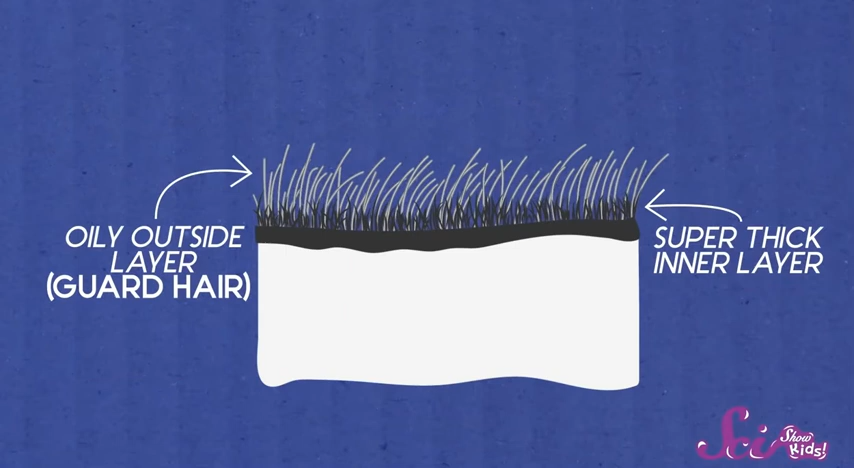 OILY OUTSIDE
LAYER
(GUARD HAIR)
SUPER THICK
INNER LAYER
Sci
Show
Kids!